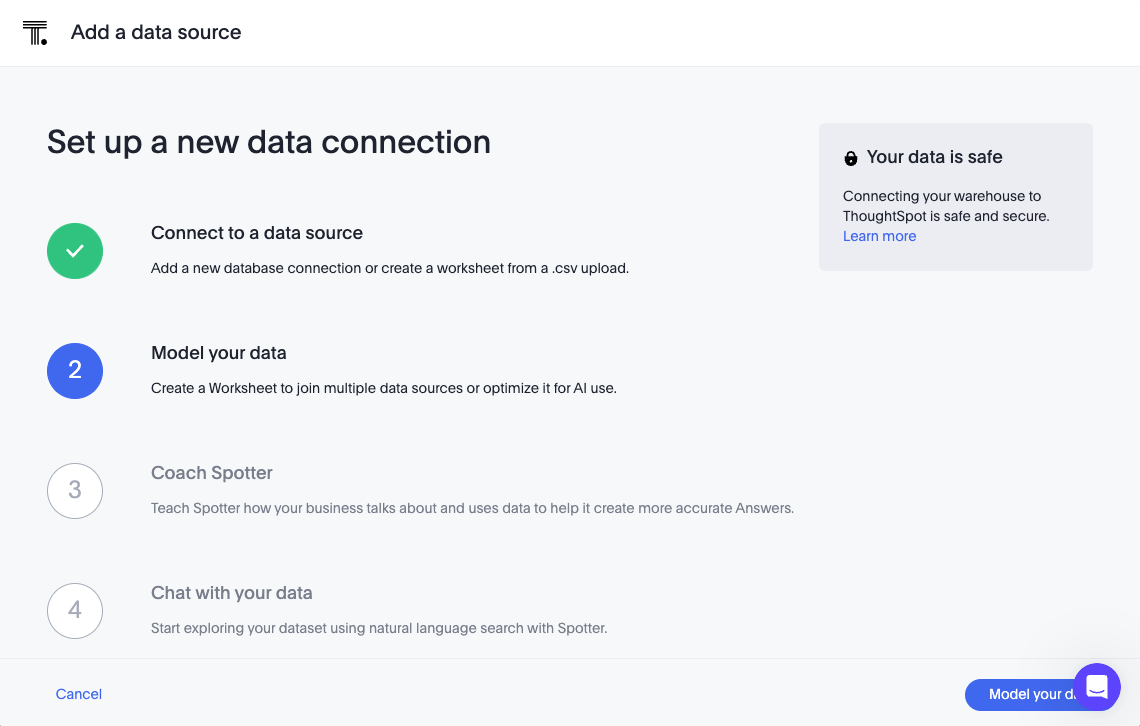 Add a data source
Set up a new data connection
Your data is safe
Connecting your warehouse to
ThoughtSpot is safe and secure.
Learn more
Connect to a data source
Add a new database connection or create a worksheet from a .csv upload.
2
Model your data
Create a Worksheet to join multiple data sources or optimize it for AI use.
3
Coach Spotter
Teach Spotter how your business talks about and uses data to help it create more accurate Answers.
4
Chat with your data
Start exploring your dataset using natural language search with Spotter.
Cancel
Model your